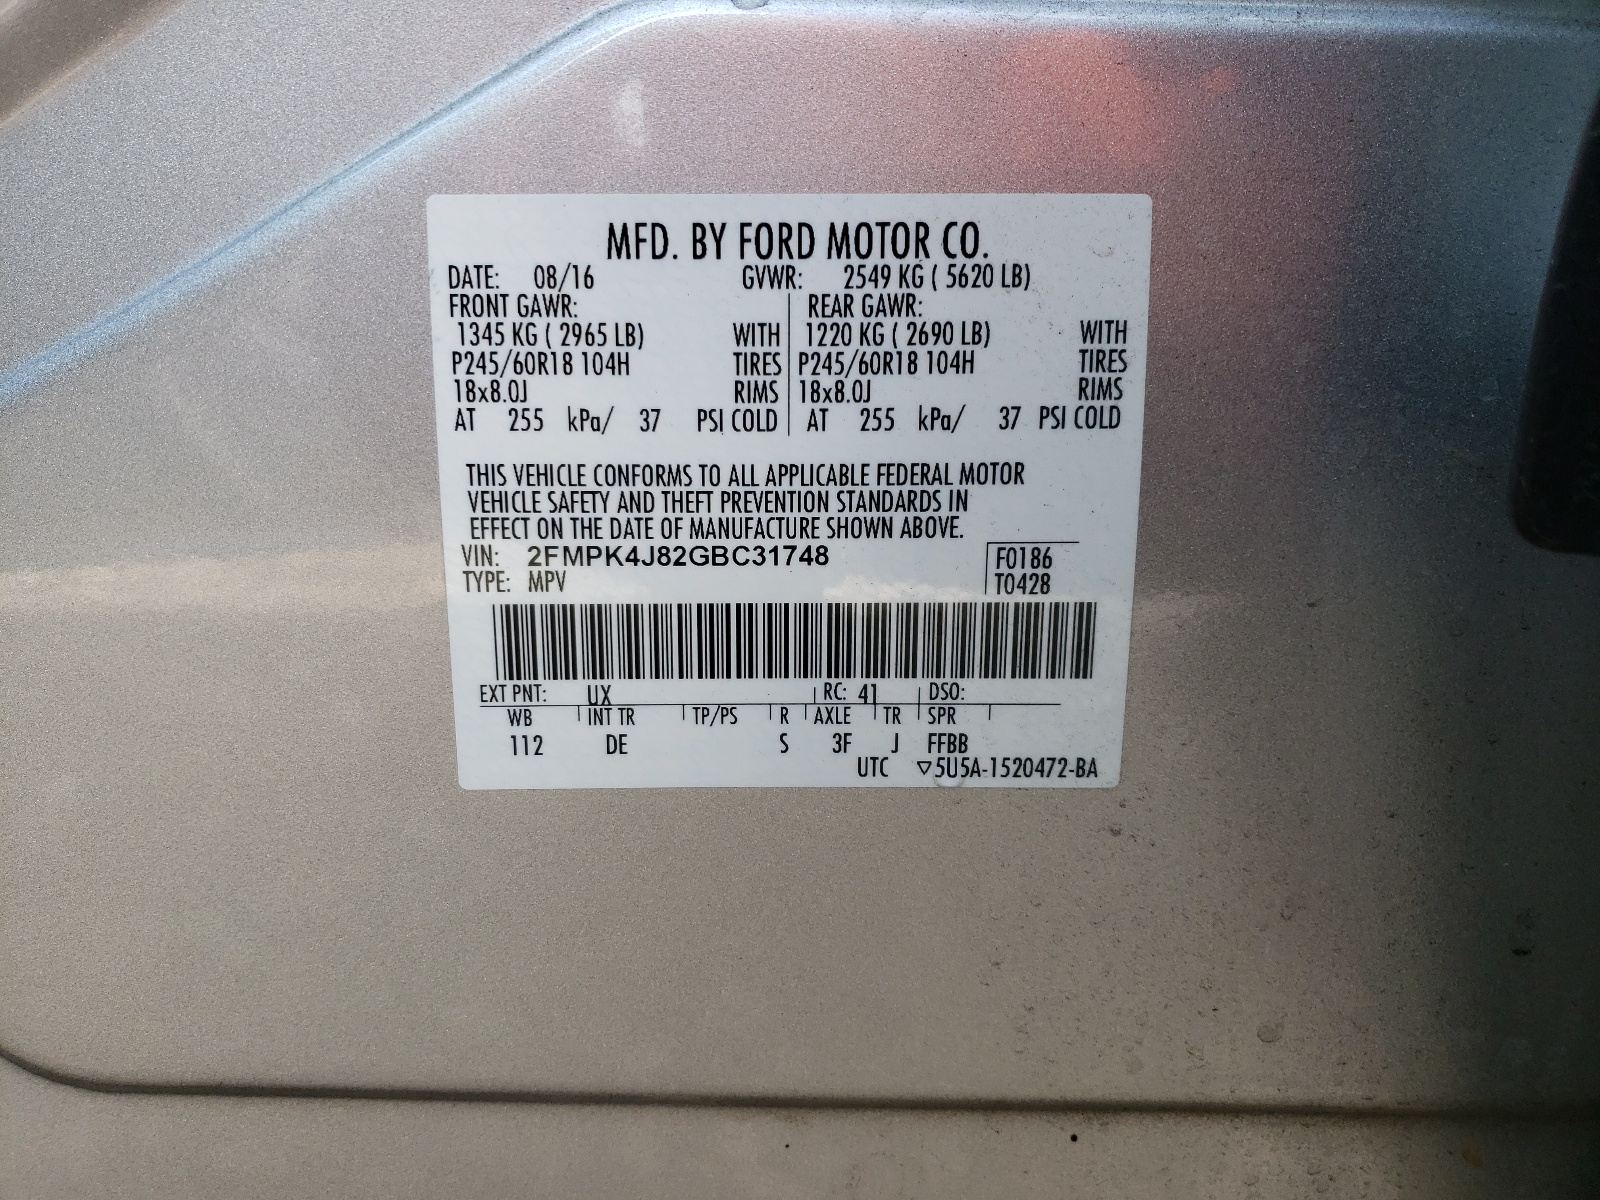 MFD. BY FORD MOTOR CO.
DATE: 08/16 GVWR: 2549 KG ( 5620 LB)
FRONT GAWR: REAR GAWR:
1345 KG ( 2965 LB) WITH 1220 KG ( 2690 LB) WITH
P245/60R18 104H TIRES P245/60R18 104H TIRES
18x8.0J RIMS 18x8.0J RIMS
AT 255 kPa/ 37 PSI COLD AT 255 kPa/ 37 PSI COLD
THIS VEHICLE CONFORMS TO ALL APPLICABLE FEDERAL MOTOR
VEHICLE SAFETY AND THEFT PREVENTION STANDARDS IN
EFFECT ON THE DATE OF MANUFACTURE SHOWN ABOVE.
VIN: 2FMPK4J82GBC31748 F0186
TYPE: MPV T0428
EXT PNT: UX RC: 41 DSO:
WB INT TR TP/PS R AXLE TR SPR
112 DE S 3F J FFBB
UTC ▽5U5A-1520472-BA